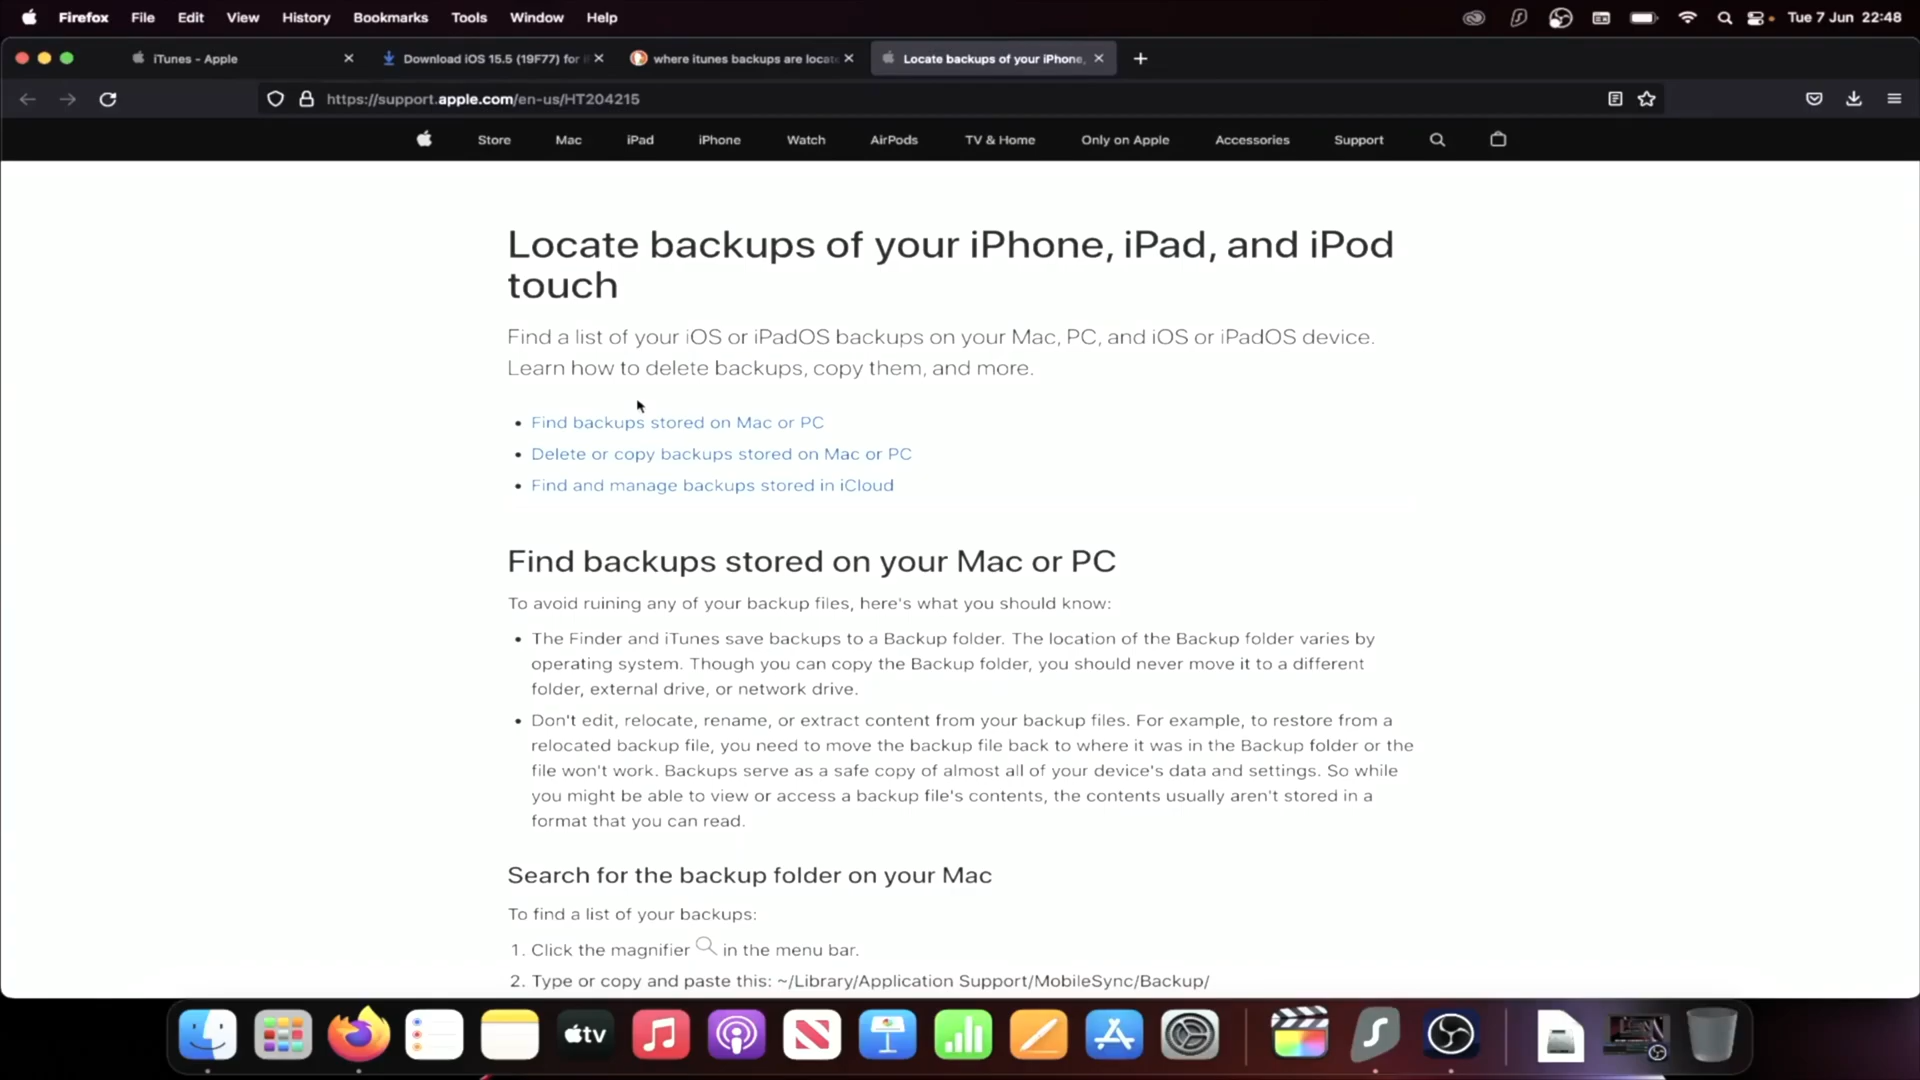 Firefox File Edit View History Bookmarks Tools Window Help Tue 7 Jun 22:48
iTunes - Apple Download iOS 15.5 (19F77) for where itunes backups are locat Locate backups of your iPhone,
https://support.apple.com/en-us/HT204215
Store Mac iPad iPhone Watch AirPods TV & Home Only on Apple Accessories Support
Locate backups of your iPhone, iPad, and iPod
touch
Find a list of your iOS or iPadOS backups on your Mac, PC, and iOS or iPadOS device.
Learn how to delete backups, copy them, and more.
• Find backups stored on Mac or PC
• Delete or copy backups stored on Mac or PC
• Find and manage backups stored in iCloud
Find backups stored on your Mac or PC
To avoid ruining any of your backup files, here's what you should know:
• The Finder and iTunes save backups to a Backup folder. The location of the Backup folder varies by
operating system. Though you can copy the Backup folder, you should never move it to a different
folder, external drive, or network drive.
• Don't edit, relocate, rename, or extract content from your backup files. For example, to restore from a
relocated backup file, you need to move the backup file back to where it was in the Backup folder or the
file won't work. Backups serve as a safe copy of almost all of your device's data and settings. So while
you might be able to view or access a backup file's contents, the contents usually aren't stored in a
format that you can read.
Search for the backup folder on your Mac
To find a list of your backups:
1. Click the magnifier in the menu bar.
2. Type or copy and paste this: ~/Library/Application Support/MobileSync/Backup/
tv